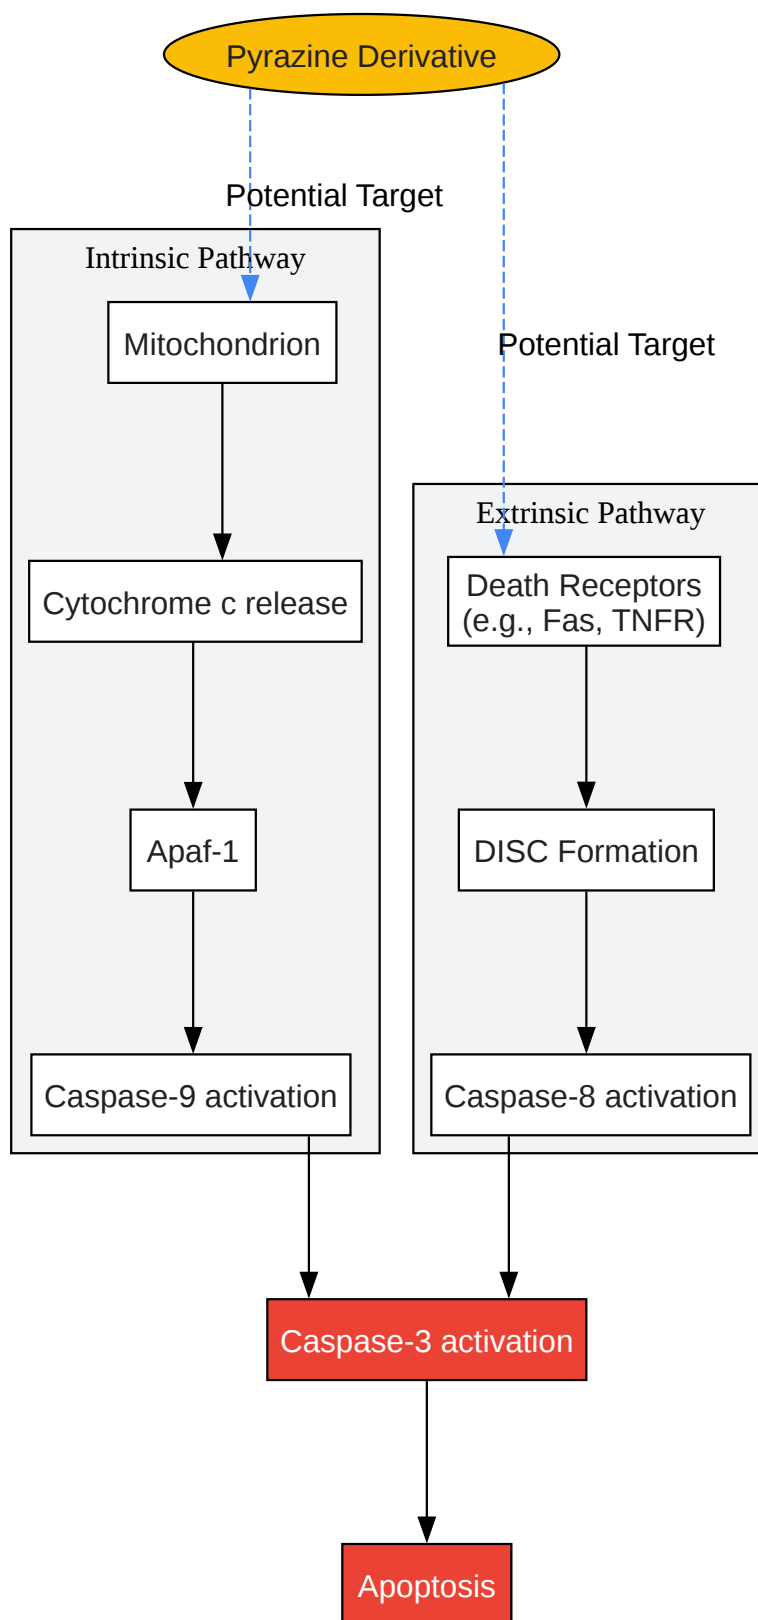 Pyrazine Derivative
Potential Target
Intrinsic Pathway
Mitochondrion
Potential Target
Extrinsic Pathway
Cytochrome c release
Death Receptors
(e.g., Fas, TNFR)
Apaf-1
DISC Formation
Caspase-9 activation
Caspase-8 activation
Caspase-3 activation
Apoptosis